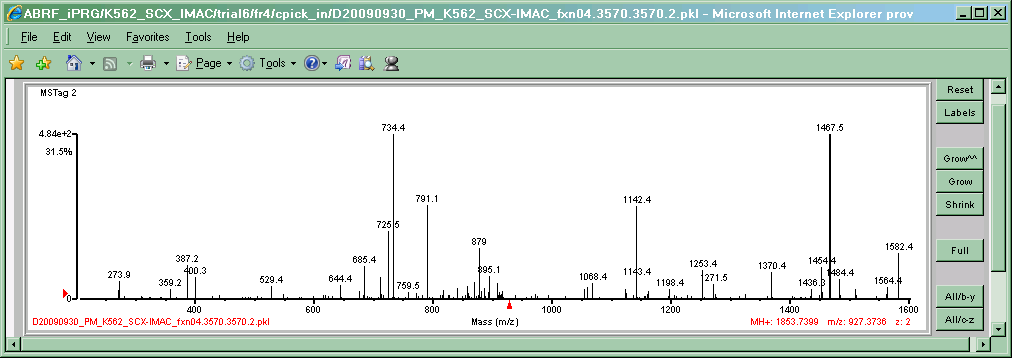 ABRF_iPRG/K562_SCX_IMAC/trial6/fr4/cpick_in/D20090930_PM_K562_SCX-IMAC_fxn04.3570.3570.2.pkl - Microsoft Internet Explorer prov
File Edit View Favorites Tools Help
Page Tools
MSTag 2
Reset
Labels
4.84e+2
31.5%
734.4
1467.5
Grow^^
Grow
Shrink
791.1
1142.4
725.5
879
Full
387.2
685.4
1253.4
1370.4
1454.4
1582.4
273.9
400.3
895.1
1143.4
271.5
1484.4
359.2
529.4
644.4
759.5
1068.4
1198.4
1436.3
1564.4
All/b-y
0
400
600
800
1000
1200
1400
1600
All/c-z
D20090930_PM_K562_SCX-IMAC_fxn04.3570.3570.2.pkl
Mass (m/z)
MH+: 1853.7399 m/z: 927.3736 z: 2